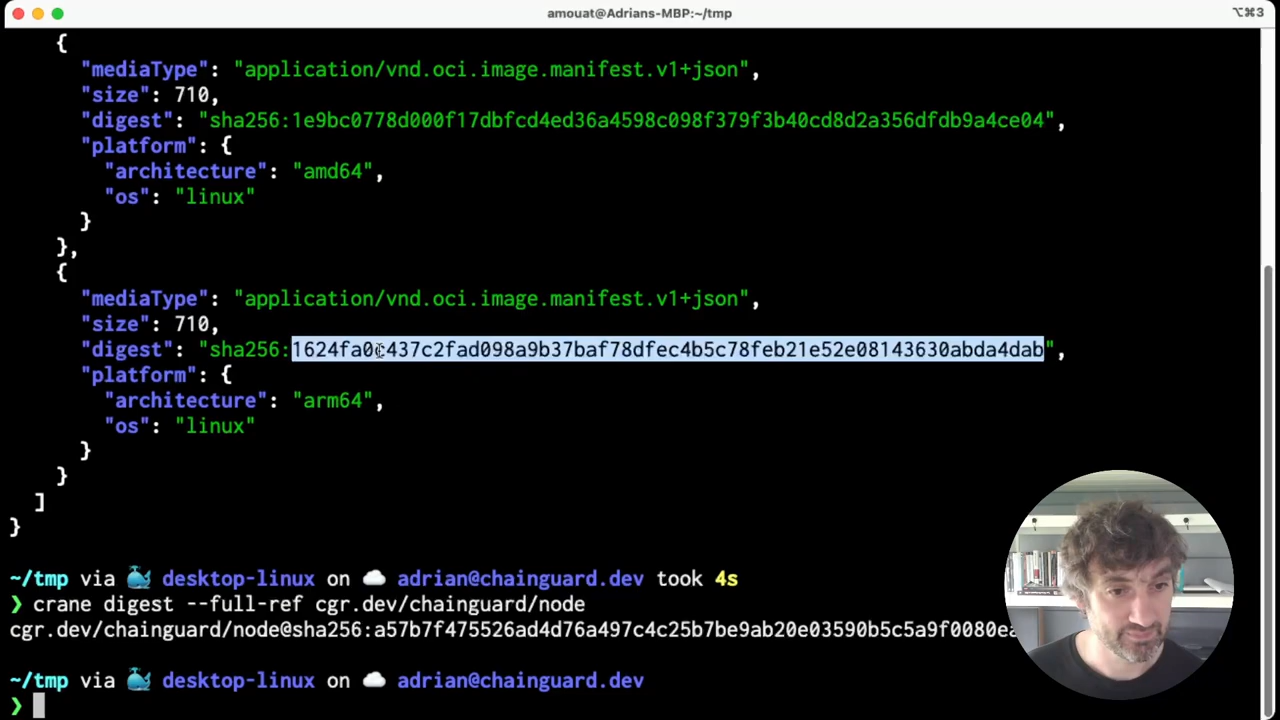 amouat@Adrians-MBP:~/tmp
⌥⌘3
{
"mediaType": "application/vnd.oci.image.manifest.v1+json",
"size": 710,
"digest": "sha256:1e9bc0778d000f17dbfcd4ed36a4598c098f379f3b40cd8d2a356dfdb9a4ce04",
"platform": {
"architecture": "amd64",
"os": "linux"
}
},
{
"mediaType": "application/vnd.oci.image.manifest.v1+json",
"size": 710,
"digest": "sha256:1624fa0c437c2fad098a9b37baf78dfec4b5c78feb21e52e08143630abda4dab",
"platform": {
"architecture": "arm64",
"os": "linux"
}
}
]
}
~/tmp via 🐳 desktop-linux on ☁️ adrian@chainguard.dev took 4s
❯ crane digest --full-ref cgr.dev/chainguard/node
cgr.dev/chainguard/node@sha256:a57b7f475526ad4d76a497c4c25b7be9ab20e03590b5c5a9f0080ea
~/tmp via 🐳 desktop-linux on ☁️ adrian@chainguard.dev
❯